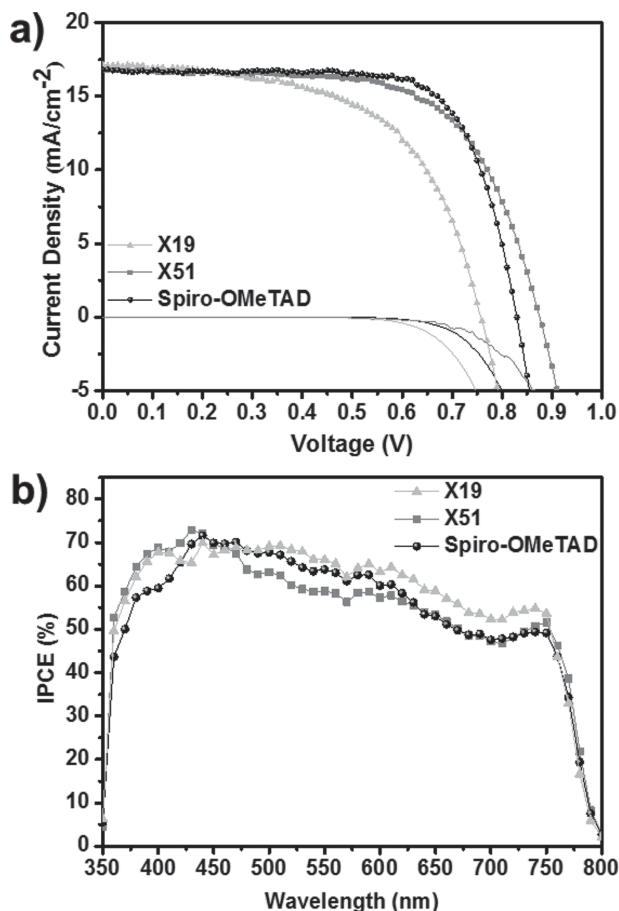 a)
20
15
10
5
0
-5
Current Density (mA/cm⁻²)
X19
X51
Spiro-OMeTAD
0.0 0.1 0.2 0.3 0.4 0.5 0.6 0.7 0.8 0.9 1.0
Voltage (V)
b)
80
70
60
50
40
30
20
10
0
IPCE (%)
X19
X51
Spiro-OMeTAD
350 400 450 500 550 600 650 700 750 800
Wavelength (nm)